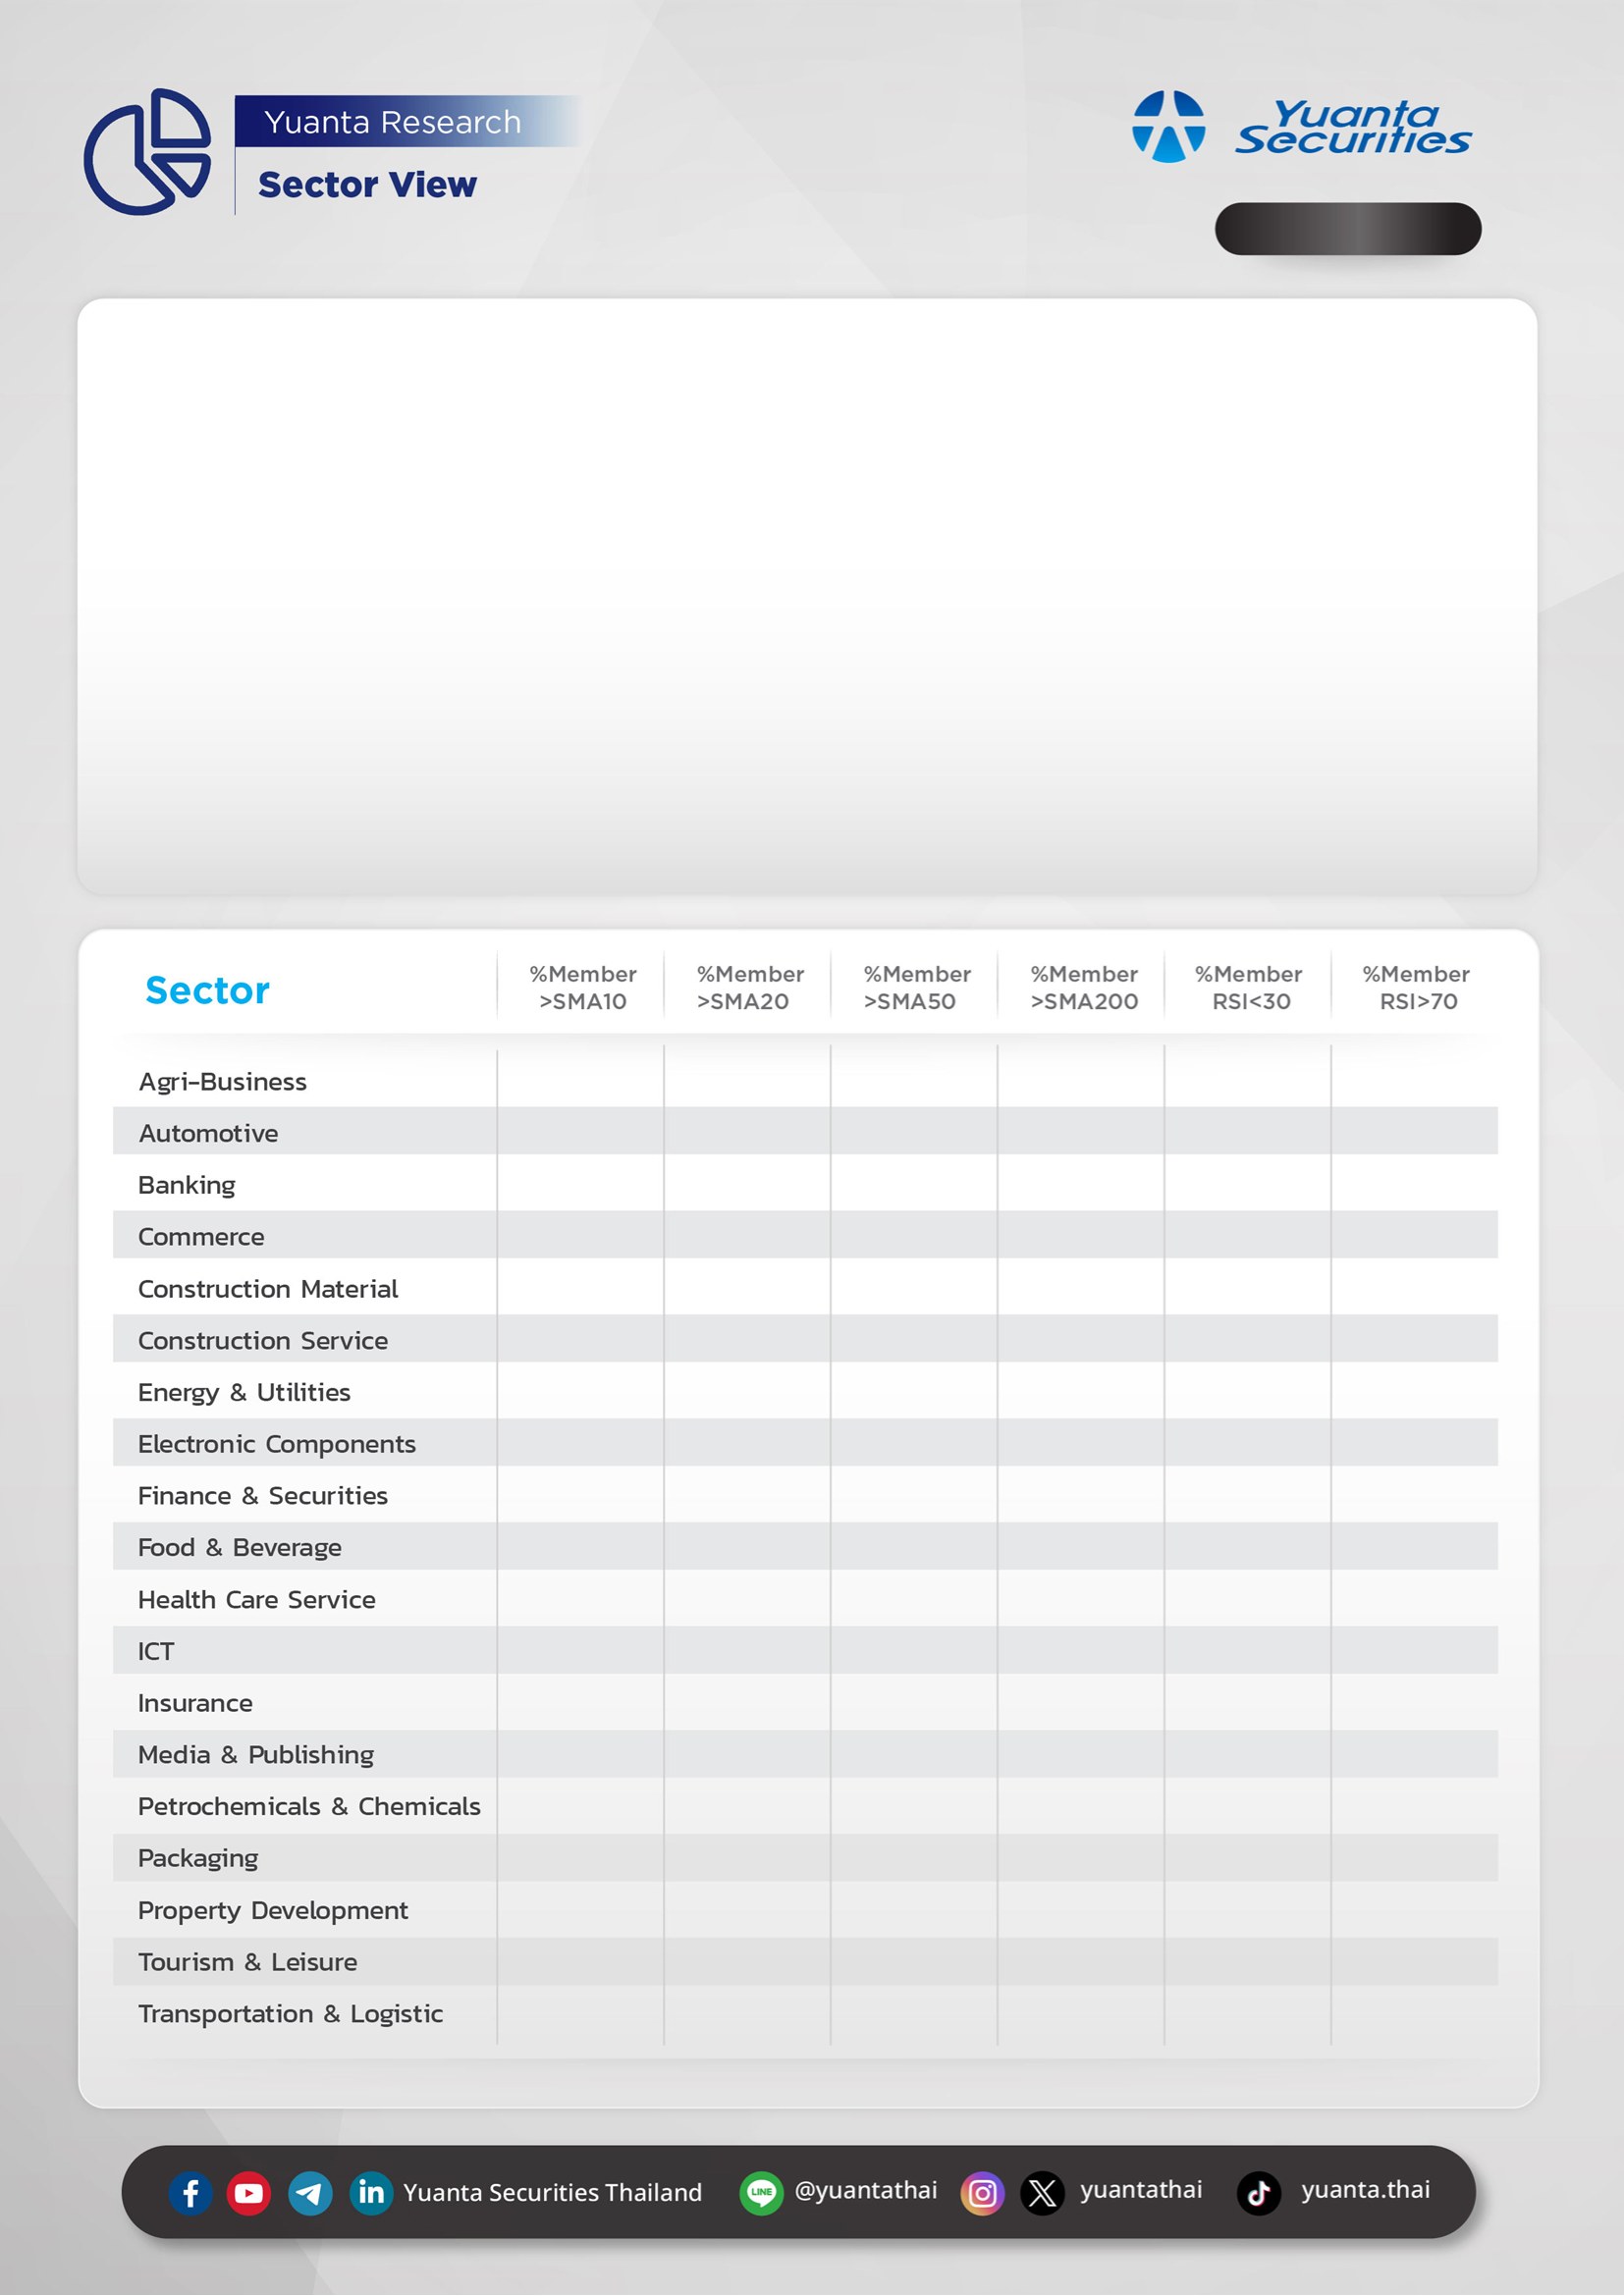 Yuanta Research
Sector View
Yuanta
Securities
Sector
%Member >SMA10
%Member >SMA20
%Member >SMA50
%Member >SMA200
%Member RSI<30
%Member RSI>70
Agri-Business
Automotive
Banking
Commerce
Construction Material
Construction Service
Energy & Utilities
Electronic Components
Finance & Securities
Food & Beverage
Health Care Service
ICT
Insurance
Media & Publishing
Petrochemicals & Chemicals
Packaging
Property Development
Tourism & Leisure
Transportation & Logistic
in Yuanta Securities Thailand LINE @yuantathai yuantathai yuanta.thai